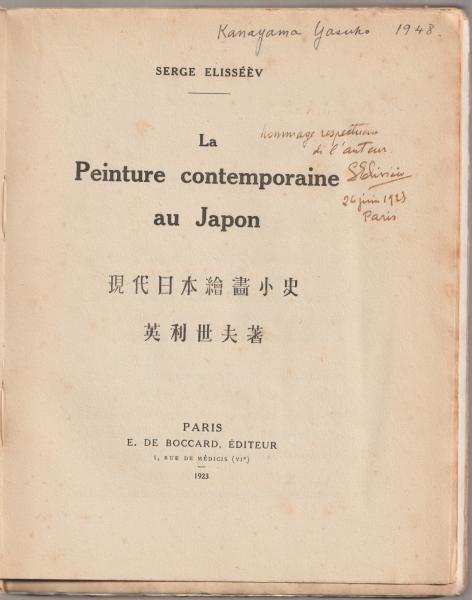 Kanayama Yasuko 1948.
SERGE ELISSÉÈV
La
Peinture contemporaine
au Japon
Hommage respectueux
de l'auteur
SElisséèv
26 juin 1923
Paris
現代日本繪畵小史
英利世夫著
PARIS
E. DE BOCCARD, ÉDITEUR
1, RUE DE MÉDICIS (VIe)
1923